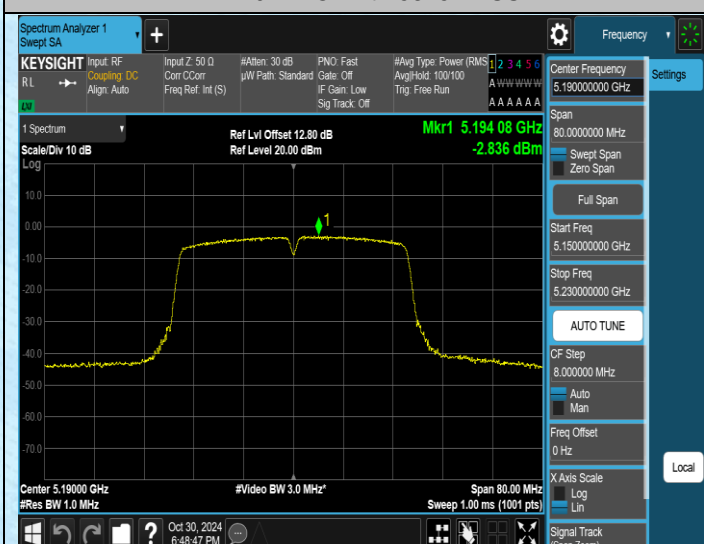 Spectrum Analyzer 1
Swept SA
+
Frequency
KEYSIGHT
RL
LXI
Input: RF
Coupling: DC
Align: Auto
Input Z: 50 Ω
Corr CCorr
Freq Ref: Int (S)
#Atten: 30 dB
µW Path: Standard
PNO: Fast
Gate: Off
IF Gain: Low
Sig Track: Off
#Avg Type: Power (RMS
Avg|Hold: 100/100
Trig: Free Run
1 2 3 4 5 6
A W W W W W
A A A A A A
1 Spectrum
Scale/Div 10 dB
Log
Ref Lvl Offset 12.80 dB
Ref Level 20.00 dBm
Mkr1 5.194 08 GHz
-2.836 dBm
1
10.0
0.00
-10.0
-20.0
-30.0
-40.0
-50.0
-60.0
-70.0
Center 5.19000 GHz
#Res BW 1.0 MHz
#Video BW 3.0 MHz*
Span 80.00 MHz
Sweep 1.00 ms (1001 pts)
?
Oct 30, 2024
6:48:47 PM
Center Frequency
5.190000000 GHz
Settings
Span
80.0000000 MHz
Swept Span
Zero Span
Full Span
Start Freq
5.150000000 GHz
Stop Freq
5.230000000 GHz
AUTO TUNE
CF Step
8.000000 MHz
Auto
Man
Freq Offset
0 Hz
X Axis Scale
Log
Lin
Local
Signal Track
(Span Zoom)